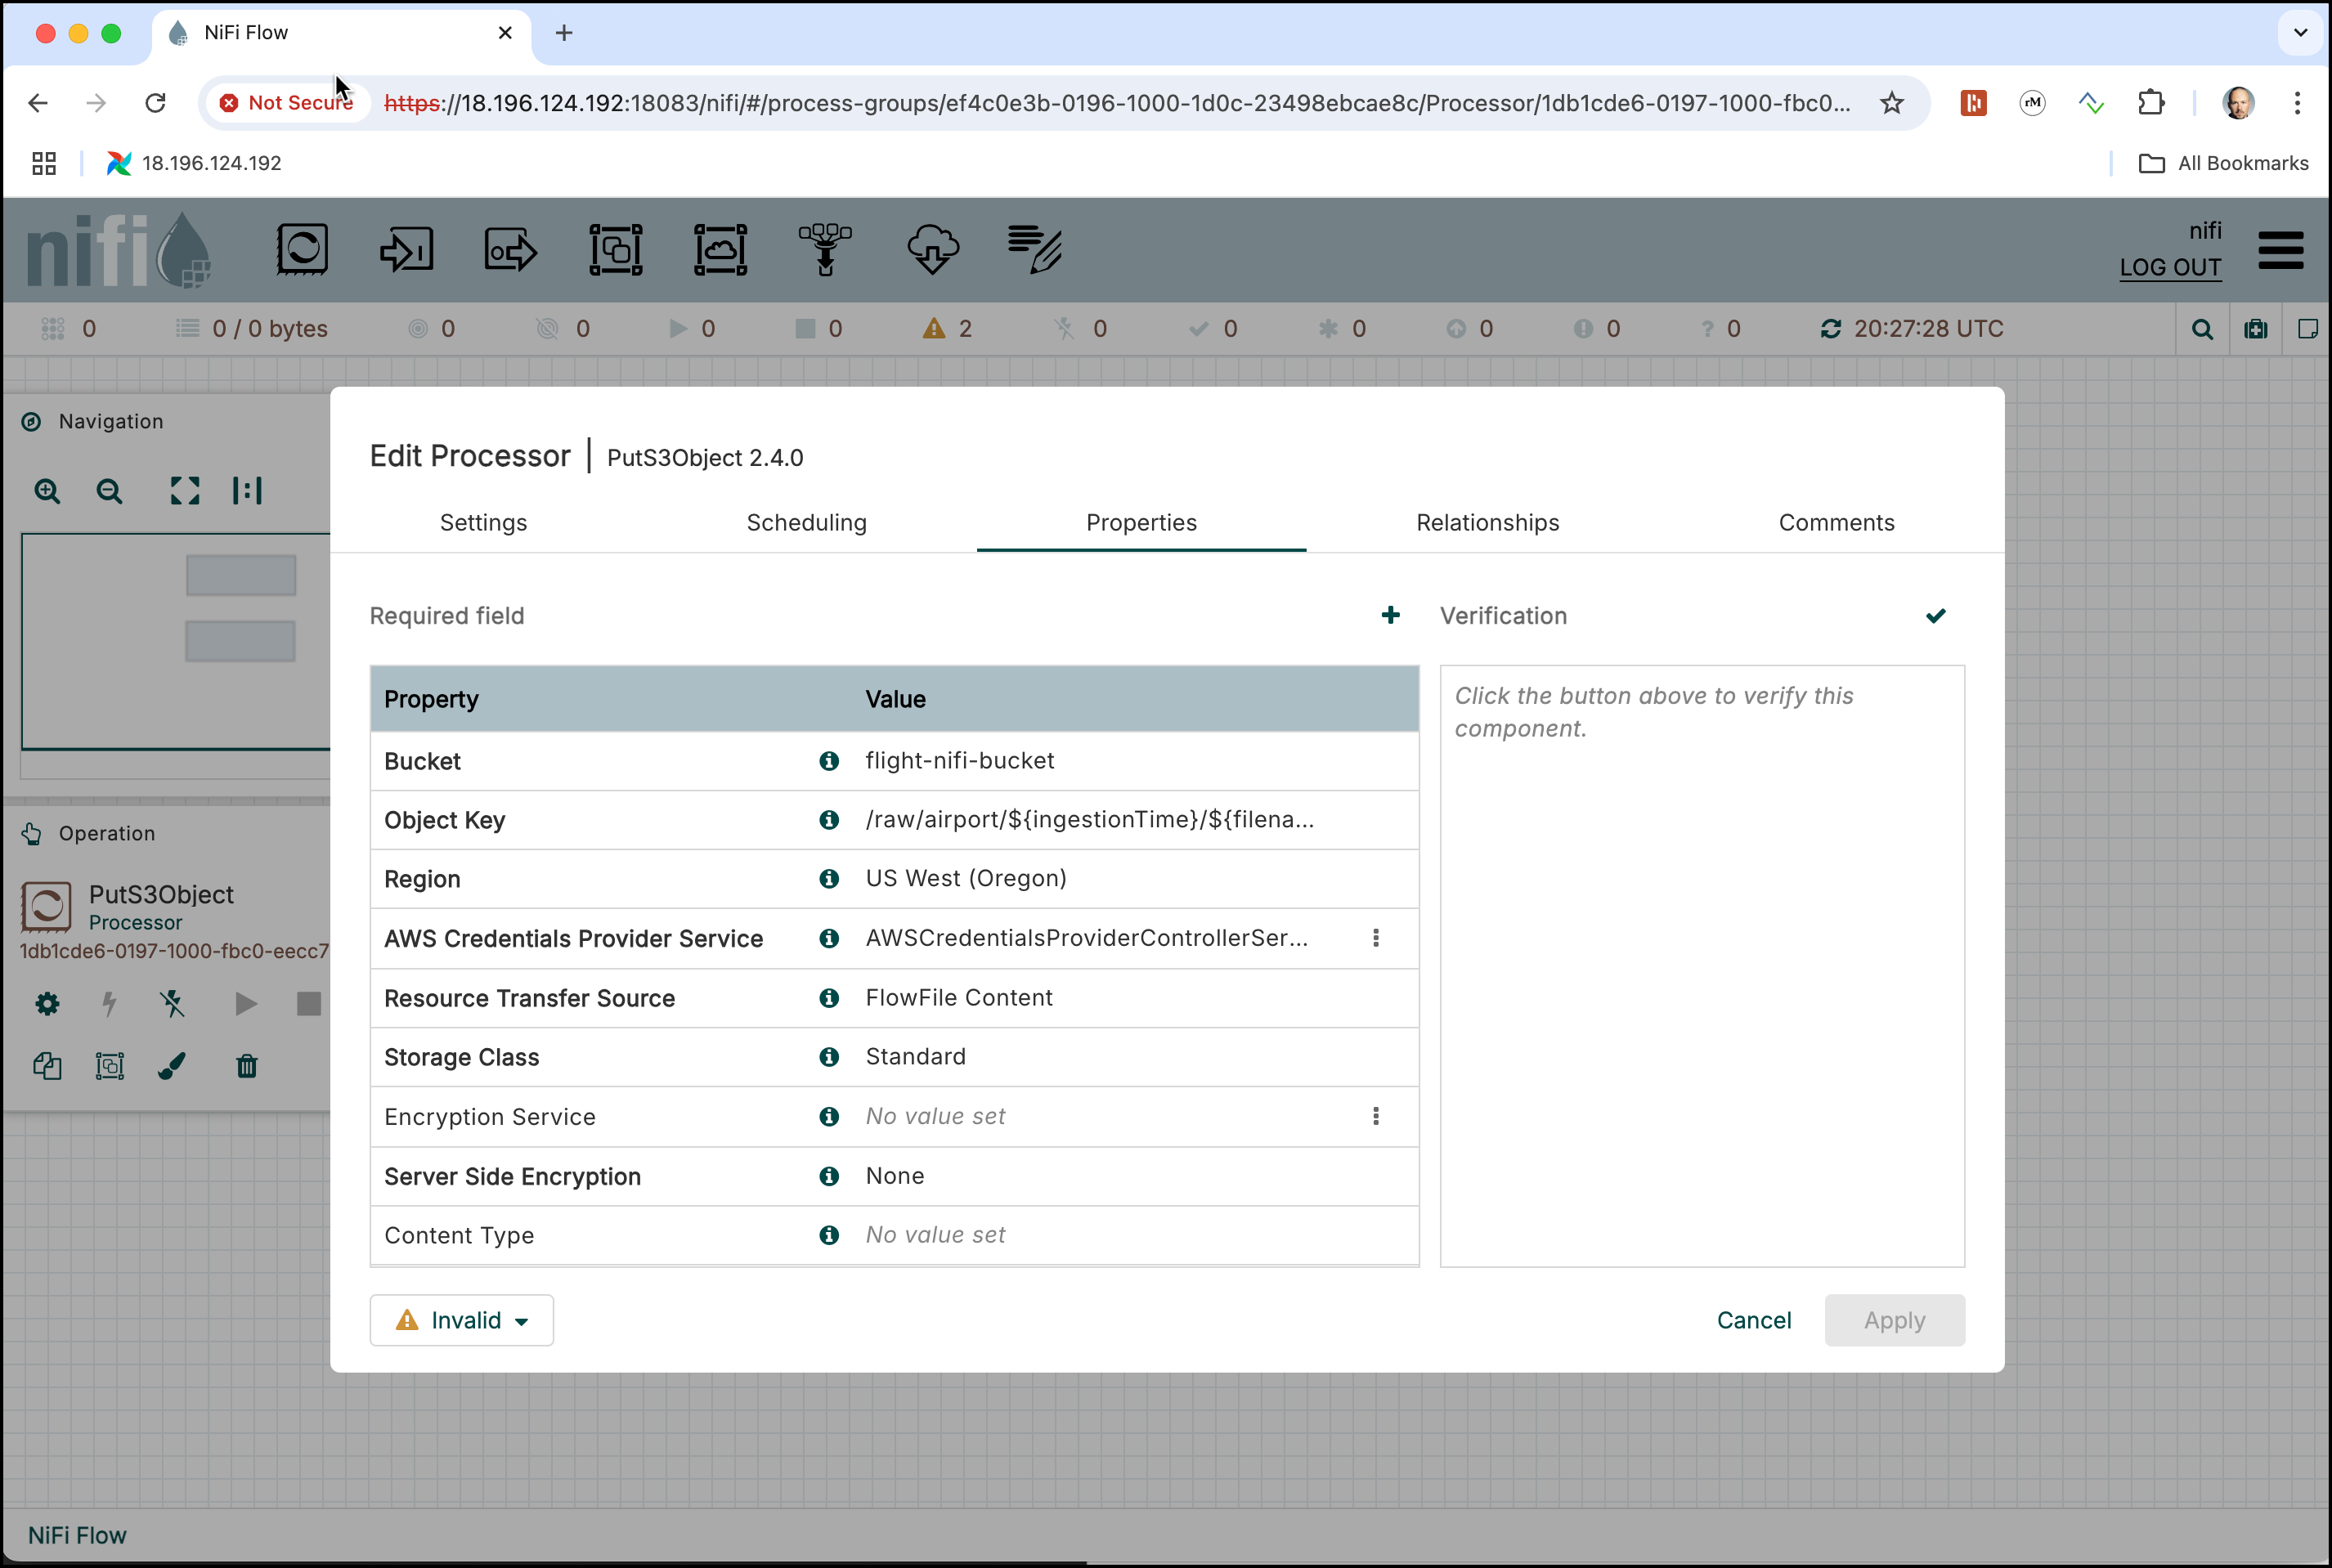 NiFi Flow
Not Secure https://18.196.124.192:18083/nifi/#/process-groups/ef4c0e3b-0196-1000-1d0c-23498ebcae8c/Processor/1db1cde6-0197-1000-fbc0...
rM
18.196.124.192
All Bookmarks
nifi
nifi
LOG OUT
0
0 / 0 bytes
0
0
0
0
2
0
0
0
0
0
? 0
20:27:28 UTC
Navigation
Operation
PutS3Object
Processor
1db1cde6-0197-1000-fbc0-eecc7
Edit Processor | PutS3Object 2.4.0
Settings
Scheduling
Properties
Relationships
Comments
Required field
Verification
Property Value
Bucket flight-nifi-bucket
Object Key /raw/airport/${ingestionTime}/${filena...
Region US West (Oregon)
AWS Credentials Provider Service AWSCredentialsProviderControllerSer...
Resource Transfer Source FlowFile Content
Storage Class Standard
Encryption Service No value set
Server Side Encryption None
Content Type No value set
Click the button above to verify this
component.
Invalid
Cancel
Apply
NiFi Flow